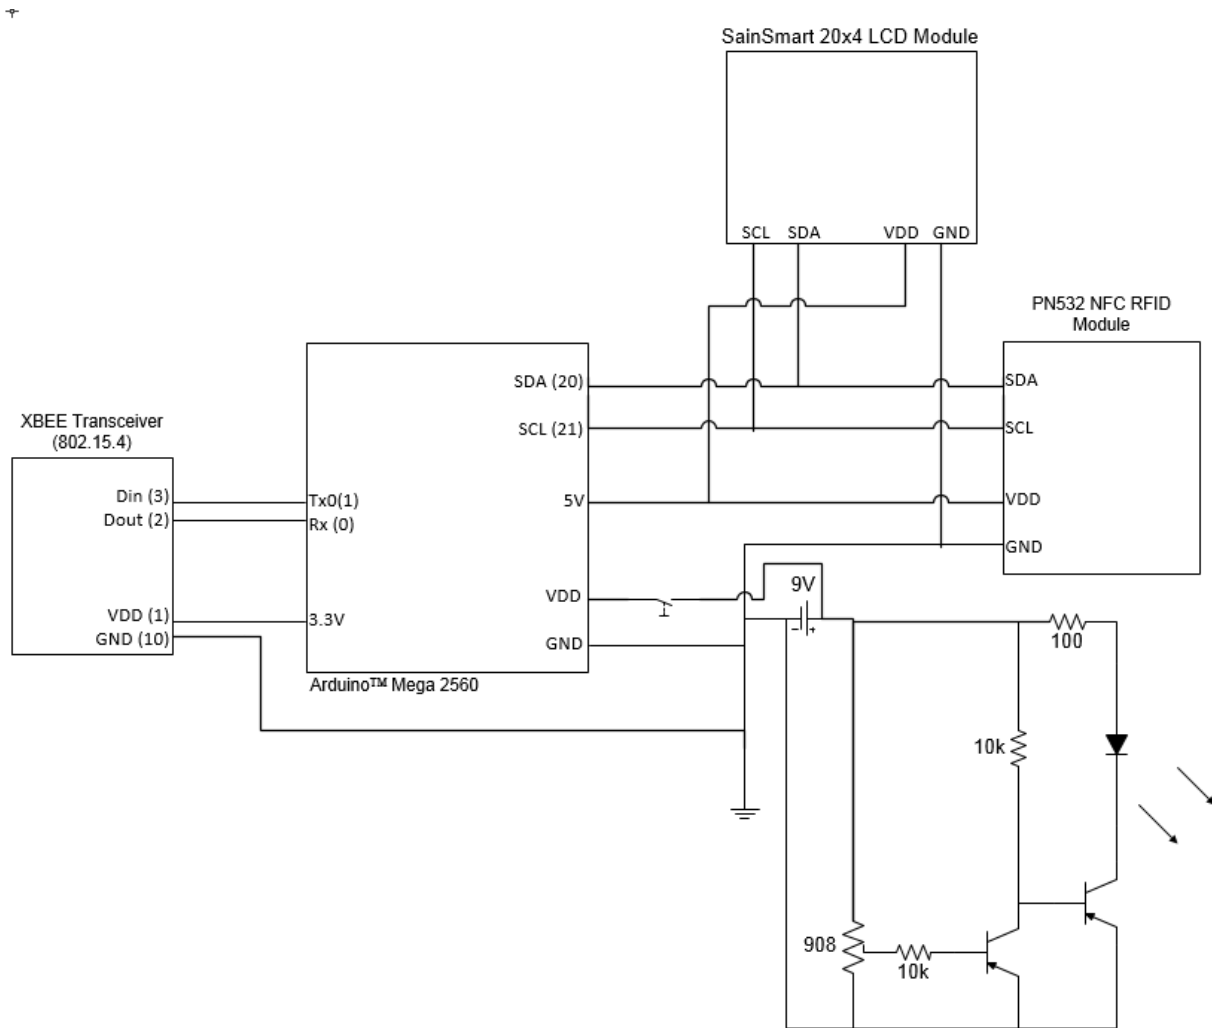 SainSmart 20x4 LCD Module
SCL SDA VDD GND
PN532 NFC RFID
Module
SDA
SCL
VDD
GND
XBEE Transceiver
(802.15.4)
Din (3)
Dout (2)
VDD (1)
GND (10)
SDA (20)
SCL (21)
Tx0(1)
Rx (0)
5V
VDD
3.3V
GND
Arduino™ Mega 2560
9V
- +
100
10k
908
10k